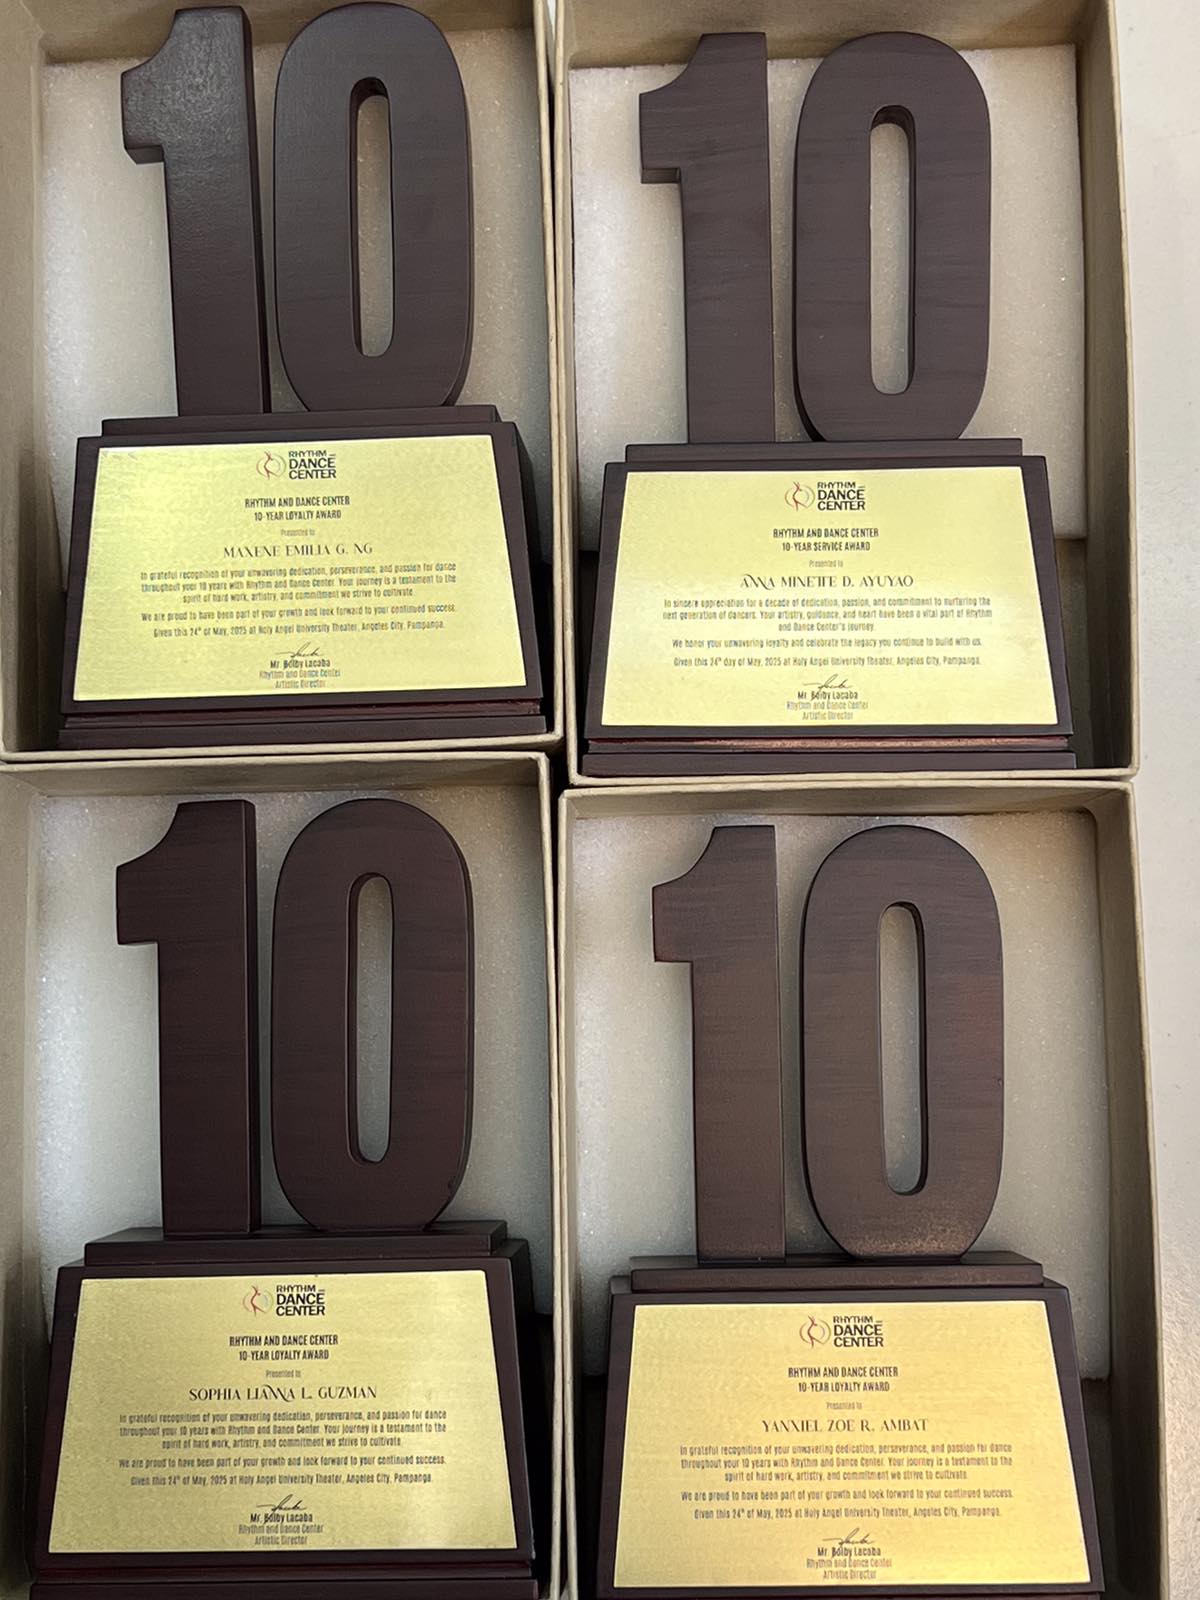 10
RHYTHM AND
DANCE
CENTER
RHYTHM AND DANCE CENTER
10-YEAR LOYALTY AWARD
Presented to
MAXENE EMILIA G. NG
In grateful recognition of your unwavering dedication, perseverance, and passion for dance
throughout your 10 years with Rhythm and Dance Center. Your journey is a testament to the
spirit of hard work, artistry, and commitment we strive to cultivate.
We are proud to have been part of your growth and look forward to your continued success.
Given this 24th of May, 2025 at Holy Angel University Theater, Angeles City, Pampanga.
Mr. Bolby Lacaba
Rhythm and Dance Center
Artistic Director
10
RHYTHM AND
DANCE
CENTER
RHYTHM AND DANCE CENTER
10-YEAR SERVICE AWARD
Presented to
ANNA MINETTE D. AYUYAO
In sincere appreciation for a decade of dedication, passion, and commitment to nurturing the
next generation of dancers. Your artistry, guidance, and heart have been a vital part of Rhythm
and Dance Center's journey.
We honor your unwavering loyalty and celebrate the legacy you continue to build with us.
Given this 24th day of May, 2025 at Holy Angel University Theater, Angeles City, Pampanga.
Mr. Bolby Lacaba
Rhythm and Dance Center
Artistic Director
10
RHYTHM AND
DANCE
CENTER
RHYTHM AND DANCE CENTER
10-YEAR LOYALTY AWARD
Presented to
SOPHIA LIANNA L. GUZMAN
In grateful recognition of your unwavering dedication, perseverance, and passion for dance
throughout your 10 years with Rhythm and Dance Center. Your journey is a testament to the
spirit of hard work, artistry, and commitment we strive to cultivate.
We are proud to have been part of your growth and look forward to your continued success.
Given this 24th of May, 2025 at Holy Angel University Theater, Angeles City, Pampanga.
Mr. Bolby Lacaba
Rhythm and Dance Center
Artistic Director
10
RHYTHM AND
DANCE
CENTER
RHYTHM AND DANCE CENTER
10-YEAR LOYALTY AWARD
Presented to
YANXIEL ZOE R. AMBAT
In grateful recognition of your unwavering dedication, perseverance, and passion for dance
throughout your 10 years with Rhythm and Dance Center. Your journey is a testament to the
spirit of hard work, artistry, and commitment we strive to cultivate.
We are proud to have been part of your growth and look forward to your continued success.
Given this 24th of May, 2025 at Holy Angel University Theater, Angeles City, Pampanga.
Mr. Bolby Lacaba
Rhythm and Dance Center
Artistic Director